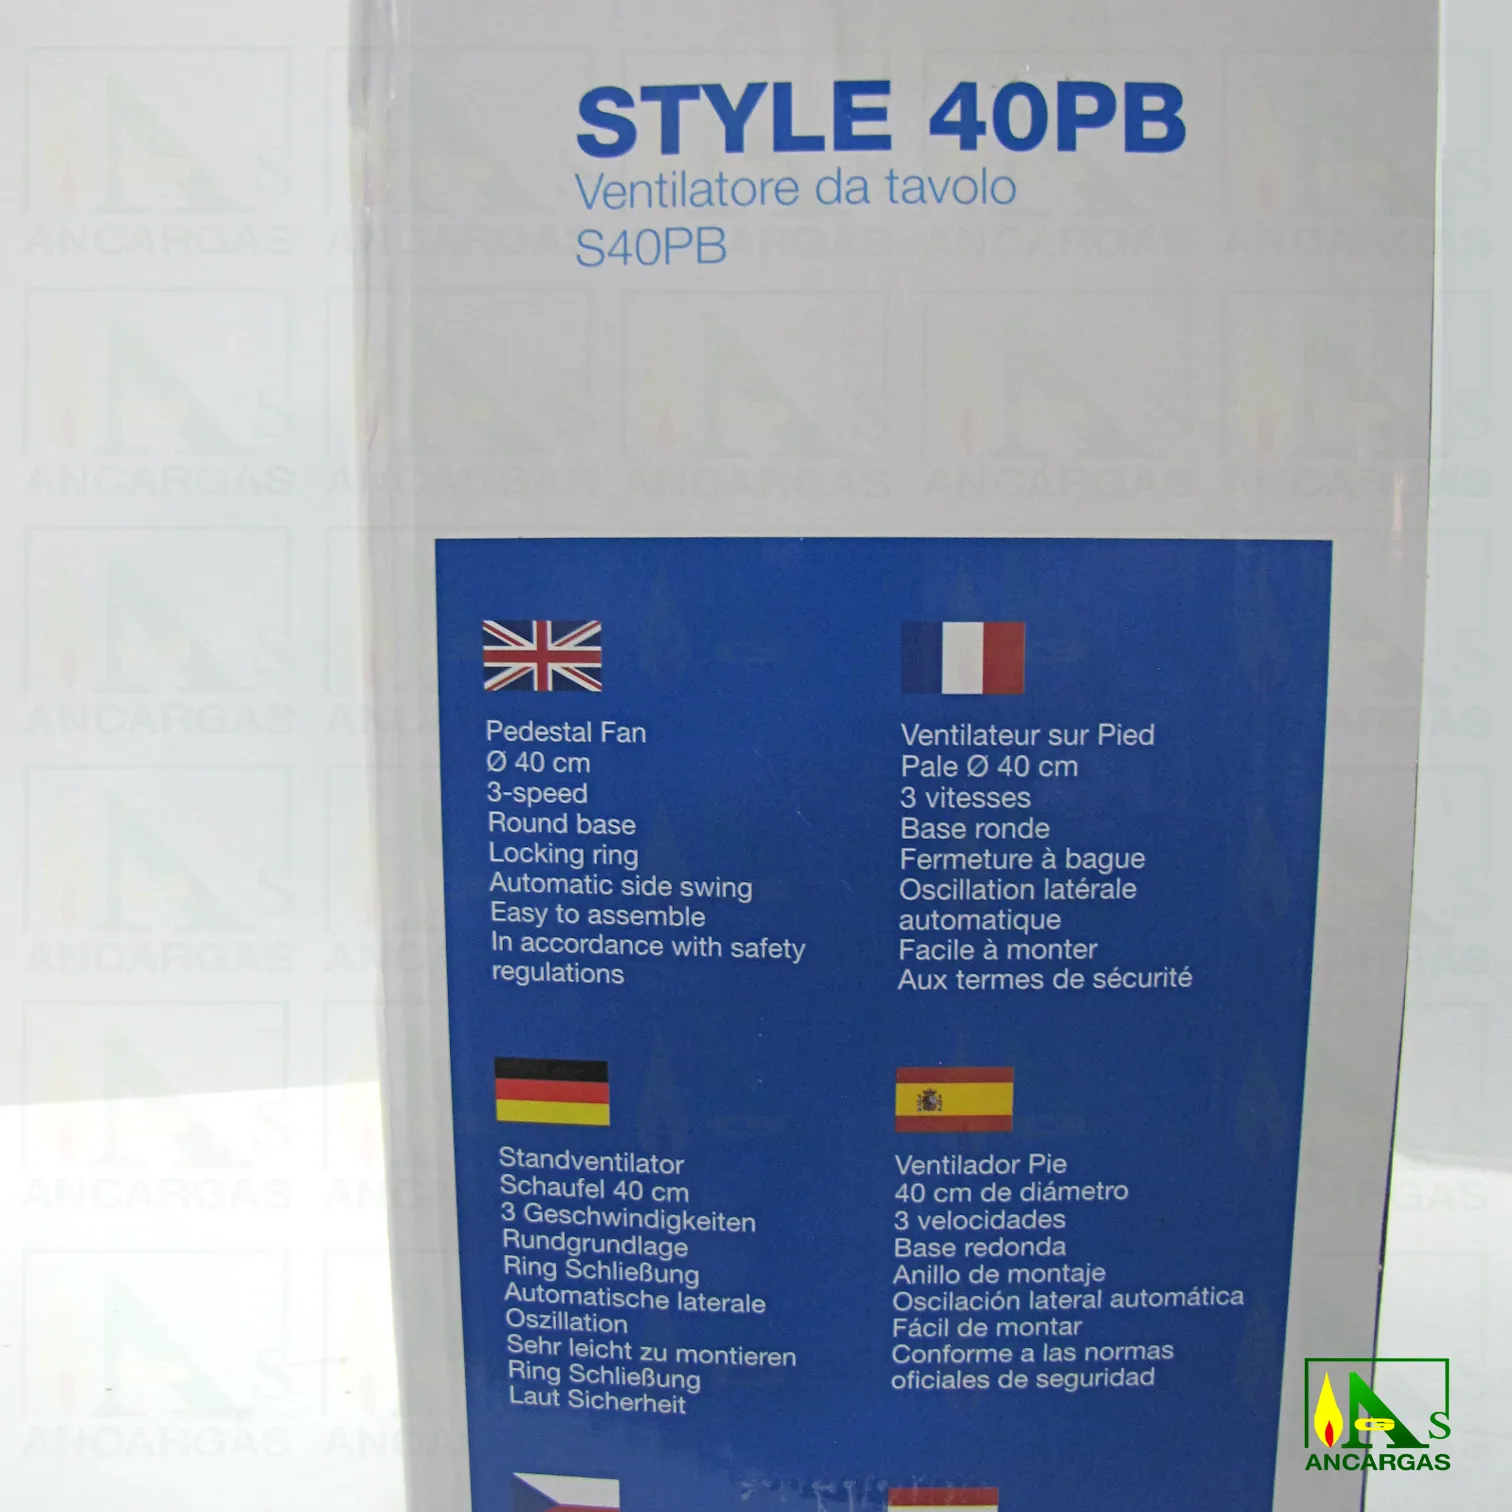 STYLE 40PB
Ventilatore da tavolo
S40PB
Pedestal Fan
Ø 40 cm
3-speed
Round base
Locking ring
Automatic side swing
Easy to assemble
In accordance with safety
regulations
Ventilateur sur Pied
Pale Ø 40 cm
3 vitesses
Base ronde
Fermeture à bague
Oscillation latérale
automatique
Facile à monter
Aux termes de sécurité
Standventilator
Schaufel 40 cm
3 Geschwindigkeiten
Rundgrundlage
Ring Schließung
Automatische laterale
Oszillation
Sehr leicht zu montieren
Ring Schließung
Laut Sicherheit
Ventilador Pie
40 cm de diámetro
3 velocidades
Base redonda
Anillo de montaje
Oscilación lateral automática
Fácil de montar
Conforme a las normas
oficiales de seguridad
AGs
ANCARGAS